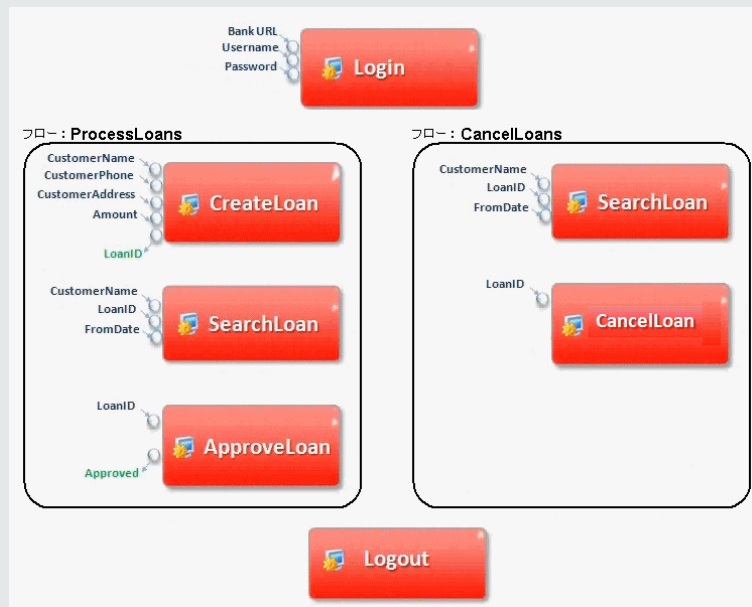 Bank URL
Username
Password
Login
フロー：ProcessLoans
CustomerName
CustomerPhone
CustomerAddress
Amount
LoanID
CreateLoan
CustomerName
LoanID
FromDate
SearchLoan
LoanID
Approved
ApproveLoan
フロー：CancelLoans
CustomerName
LoanID
FromDate
SearchLoan
LoanID
CancelLoan
Logout